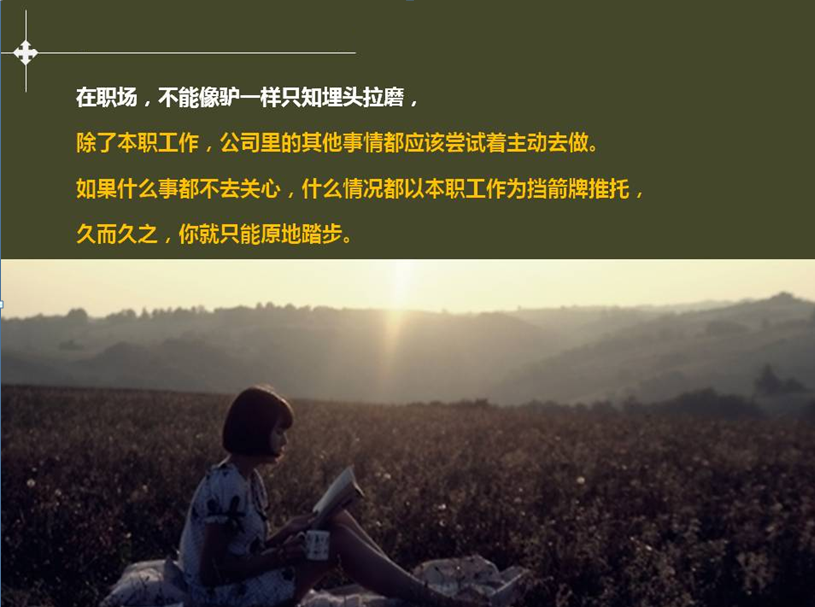 在职场，不能像驴一样只知埋头拉磨，
除了本职工作，公司里的其他事情都应该尝试着主动去做。
如果什么事都不去关心，什么情况都以本职工作为挡箭牌推托，
久而久之，你就只能原地踏步。